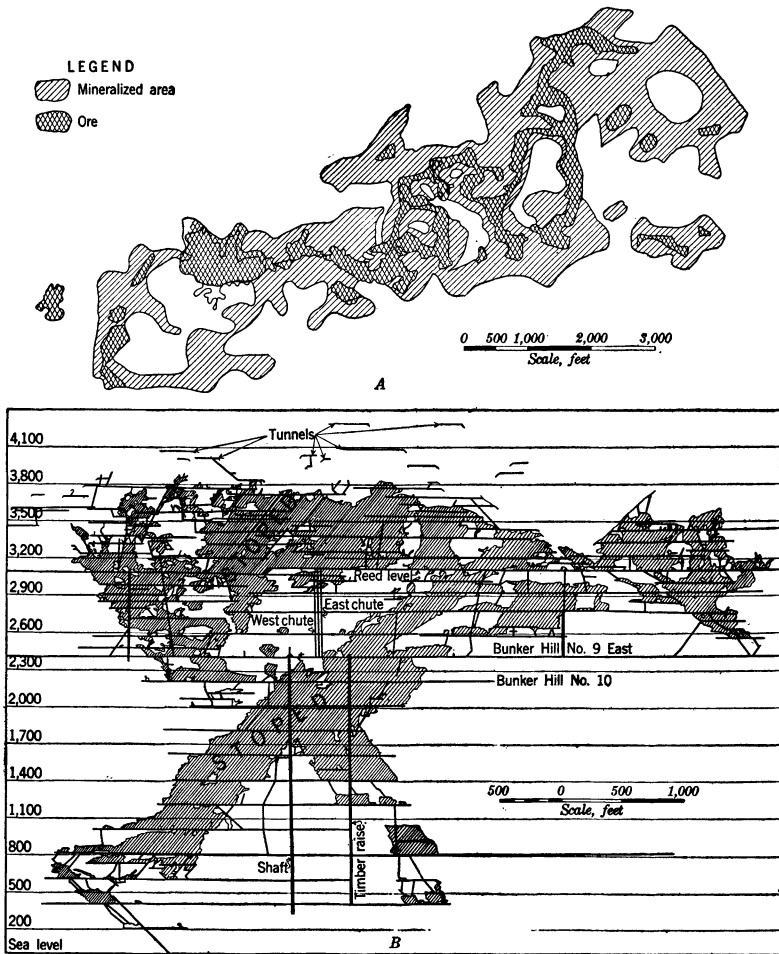 LEGEND
Mineralized area
Ore
0 500 1,000 2,000 3,000
Scale, feet
A
4,100
Tunnels
3,800
3,500
STOPED
3,200
Reed level
2,900
East chute
West chute
2,600
Bunker Hill No. 9 East
2,300
Bunker Hill No. 10
2,000
STOPED
1,700
1,400
500 0 500 1,000
Scale, feet
1,100
800
Shaft
Timber raise
500
200
B
Sea level